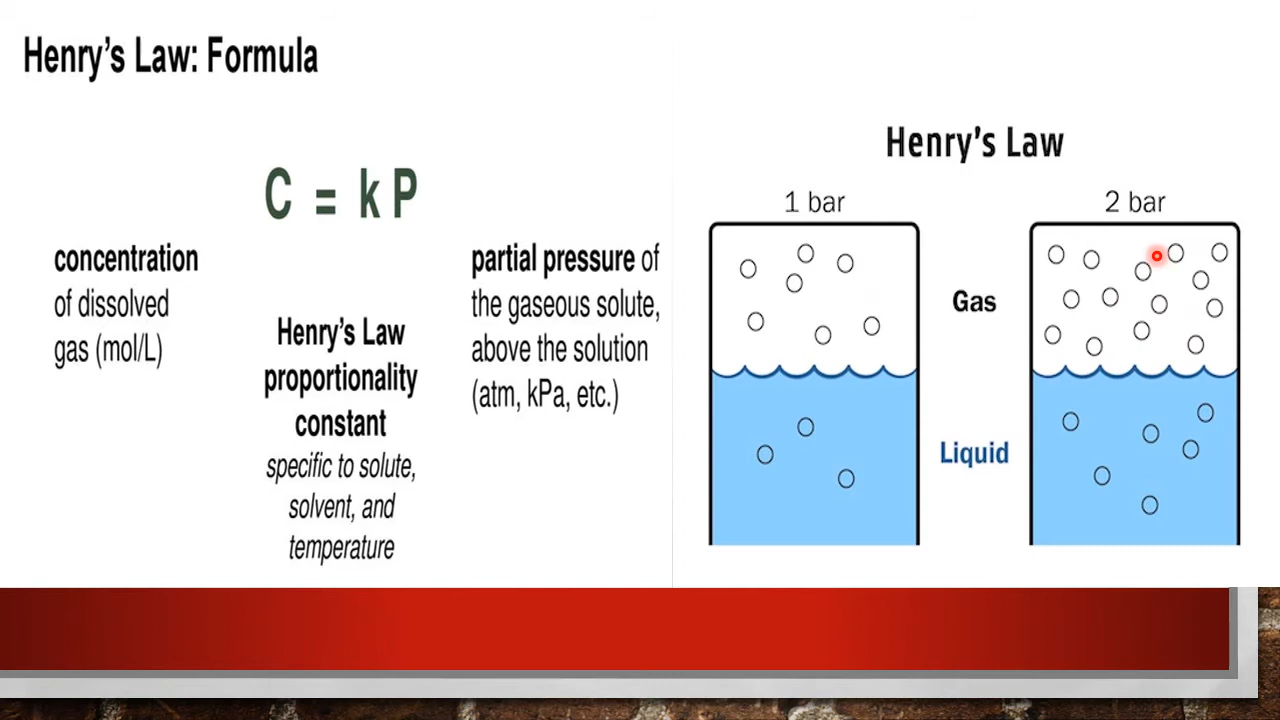 Henry's Law: Formula
C = k P
concentration
of dissolved
gas (mol/L)
Henry's Law
proportionality
constant
specific to solute,
solvent, and
temperature
partial pressure of
the gaseous solute,
above the solution
(atm, kPa, etc.)
Henry's Law
1 bar
2 bar
Gas
Liquid